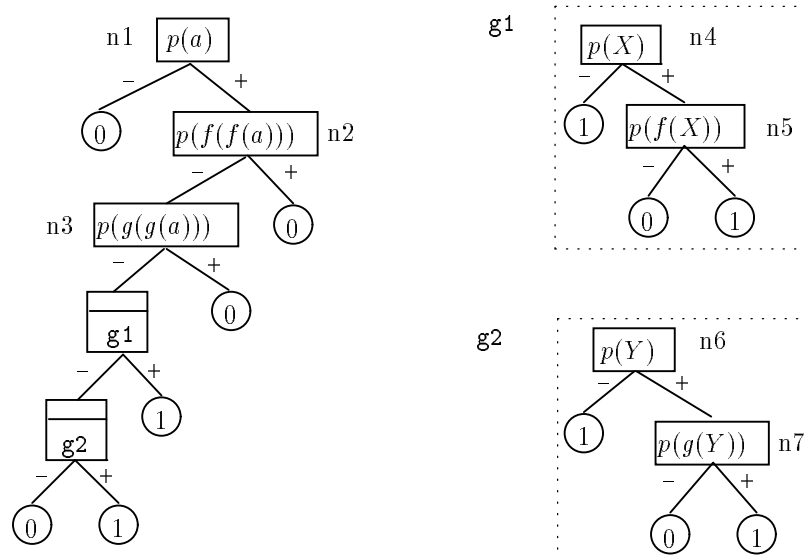 n1 p(a)
− +
0 p(f(f(a))) n2
− +
n3 p(g(g(a))) 0
− +
g1 0
− +
g2 1
− +
0 1
g1
p(X) n4
− +
1 p(f(X)) n5
− +
0 1
g2
p(Y) n6
− +
1 p(g(Y)) n7
− +
0 1